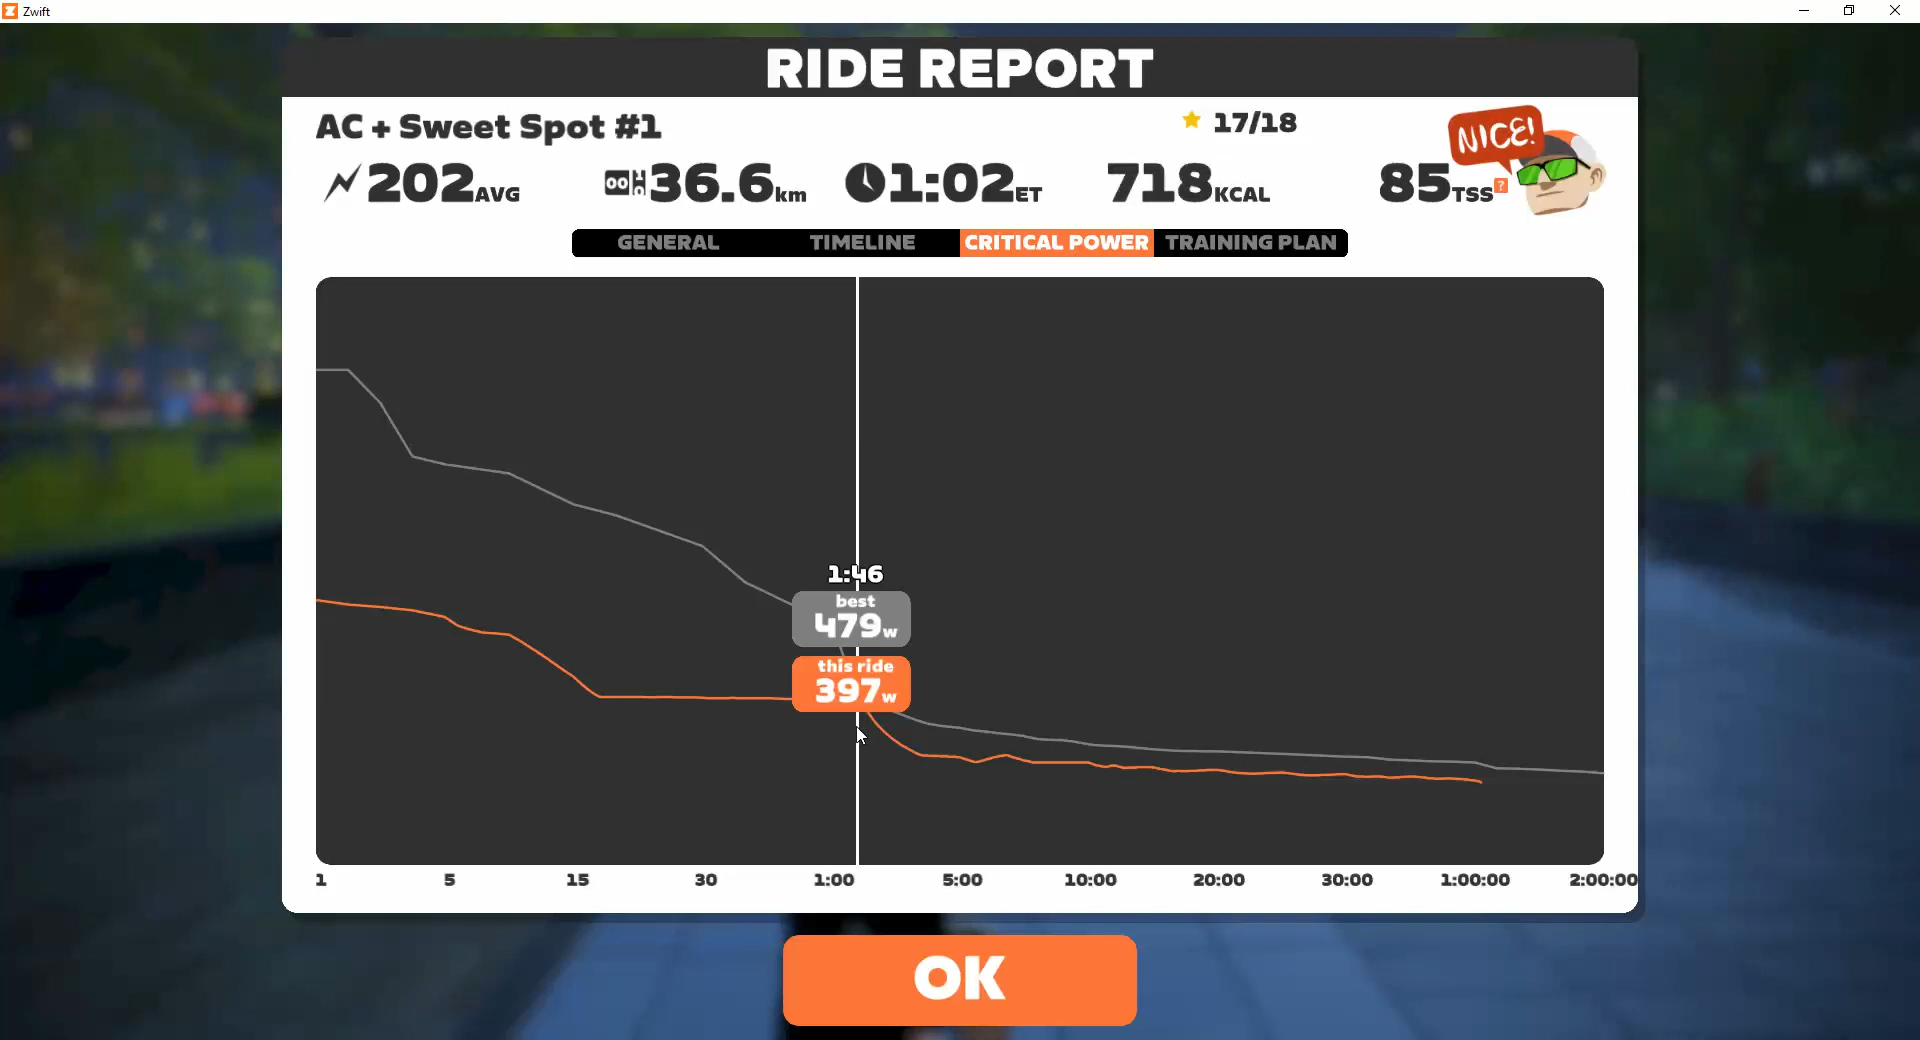 Zwift
RIDE REPORT
AC + Sweet Spot #1
17/18
NICE!
202AVG
36.6km
1:02ET
718KCAL
85TSS
?
GENERAL
TIMELINE
CRITICAL POWER
TRAINING PLAN
1:46
best
479w
this ride
397w
1
5
15
30
1:00
5:00
10:00
20:00
30:00
1:00:00
2:00:00
OK